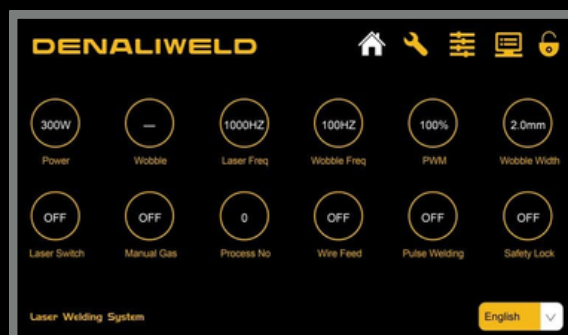 DENALIWELD
300W — 1000HZ 100HZ 100% 2.0mm
Power Wobble Laser Freq Wobble Freq PWM Wobble Width
OFF OFF 0 OFF OFF OFF
Laser Switch Manual Gas Process No Wire Feed Pulse Welding Safety Lock
Laser Welding System English